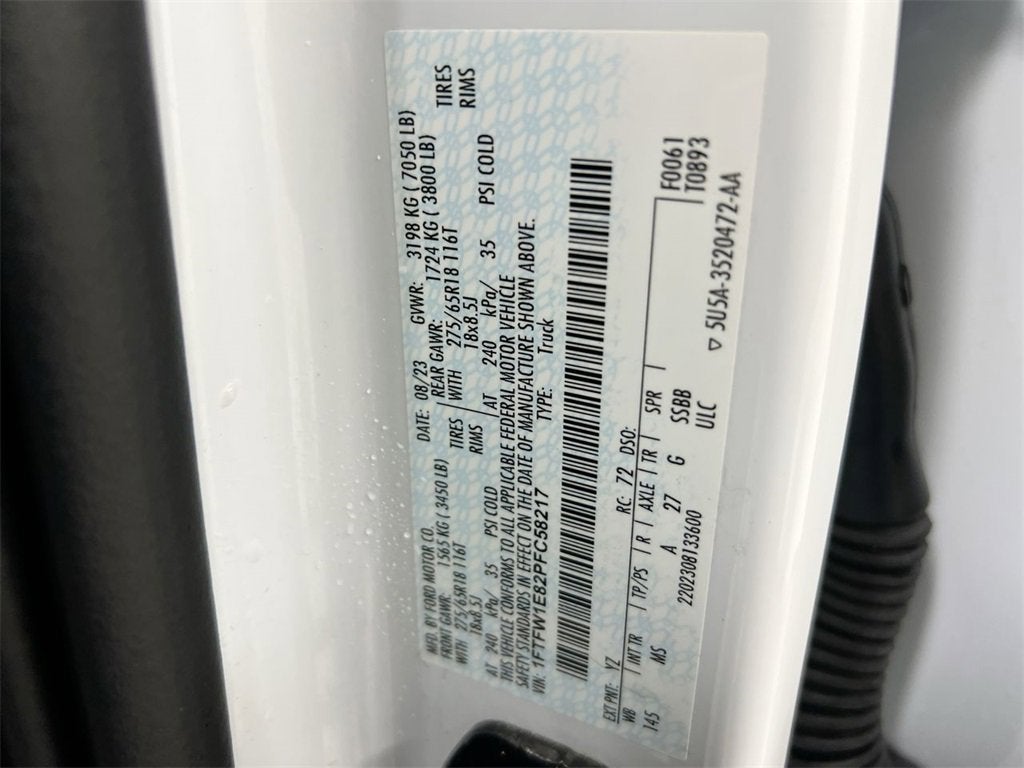 MFD. BY FORD MOTOR CO. DATE: 08/23 GVWR: 3198 KG ( 7050 LB)
FRONT GAWR: 1565 KG ( 3450 LB) REAR GAWR: 1724 KG ( 3800 LB)
WITH 275/65R18 116T TIRES WITH 275/65R18 116T TIRES
18x8.5J RIMS 18x8.5J RIMS
AT 240 kPa/ 35 PSI COLD AT 240 kPa/ 35 PSI COLD
THIS VEHICLE CONFORMS TO ALL APPLICABLE FEDERAL MOTOR VEHICLE
SAFETY STANDARDS IN EFFECT ON THE DATE OF MANUFACTURE SHOWN ABOVE.
VIN: 1FTFW1E82PFC58217 TYPE: Truck
F0061
T0893
EXT PNT: YZ RC: 72 DSO:
WB INT TR TP/PS R AXLE TR SPR
145 MS A 27 G SSBB
2202308133600 ULC
▽ 5U5A-3520472-AA